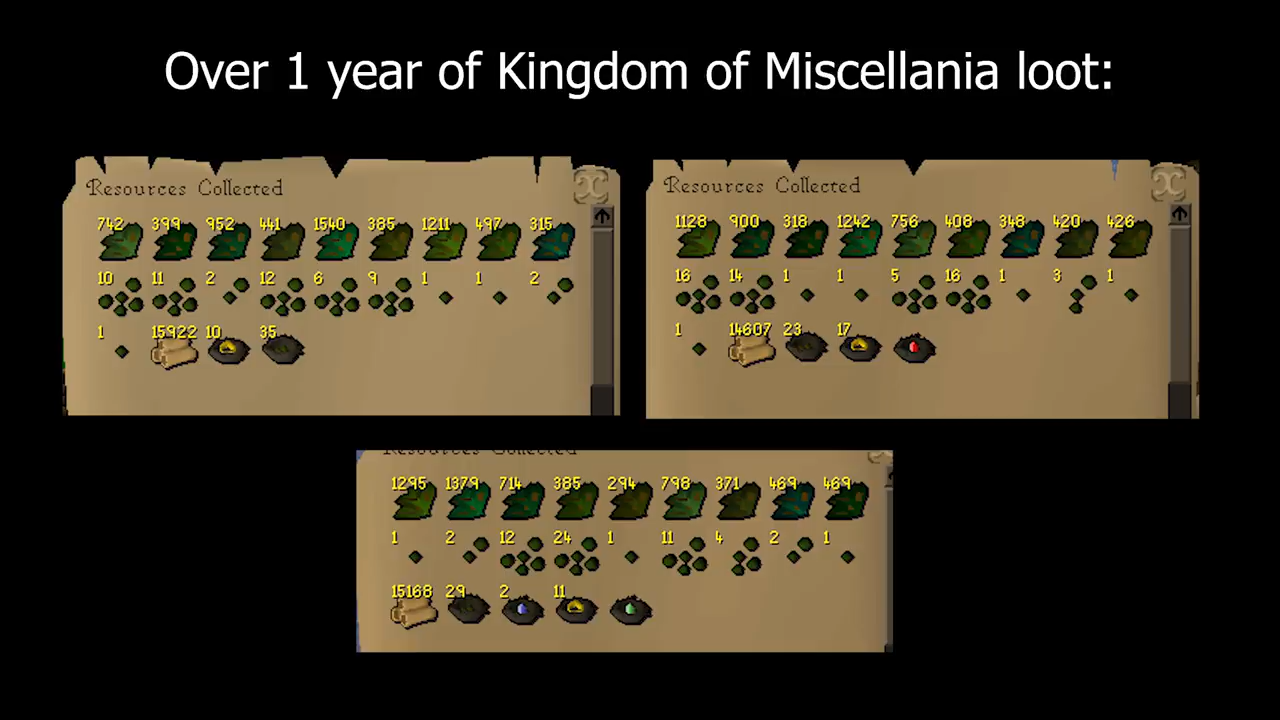 Over 1 year of Kingdom of Miscellania loot:
Resources Collected
742 399 952 441 1540 385 1211 497 315
10 11 2 12 6 9 1 1 2
1 15922 10 35
Resources Collected
1128 900 318 1242 756 408 348 420 426
16 14 1 1 5 16 1 3 1
1 14607 23 17
Resources Collected
1295 1379 714 385 294 798 371 469 469
1 2 12 24 1 11 4 2 1
15168 29 2 11